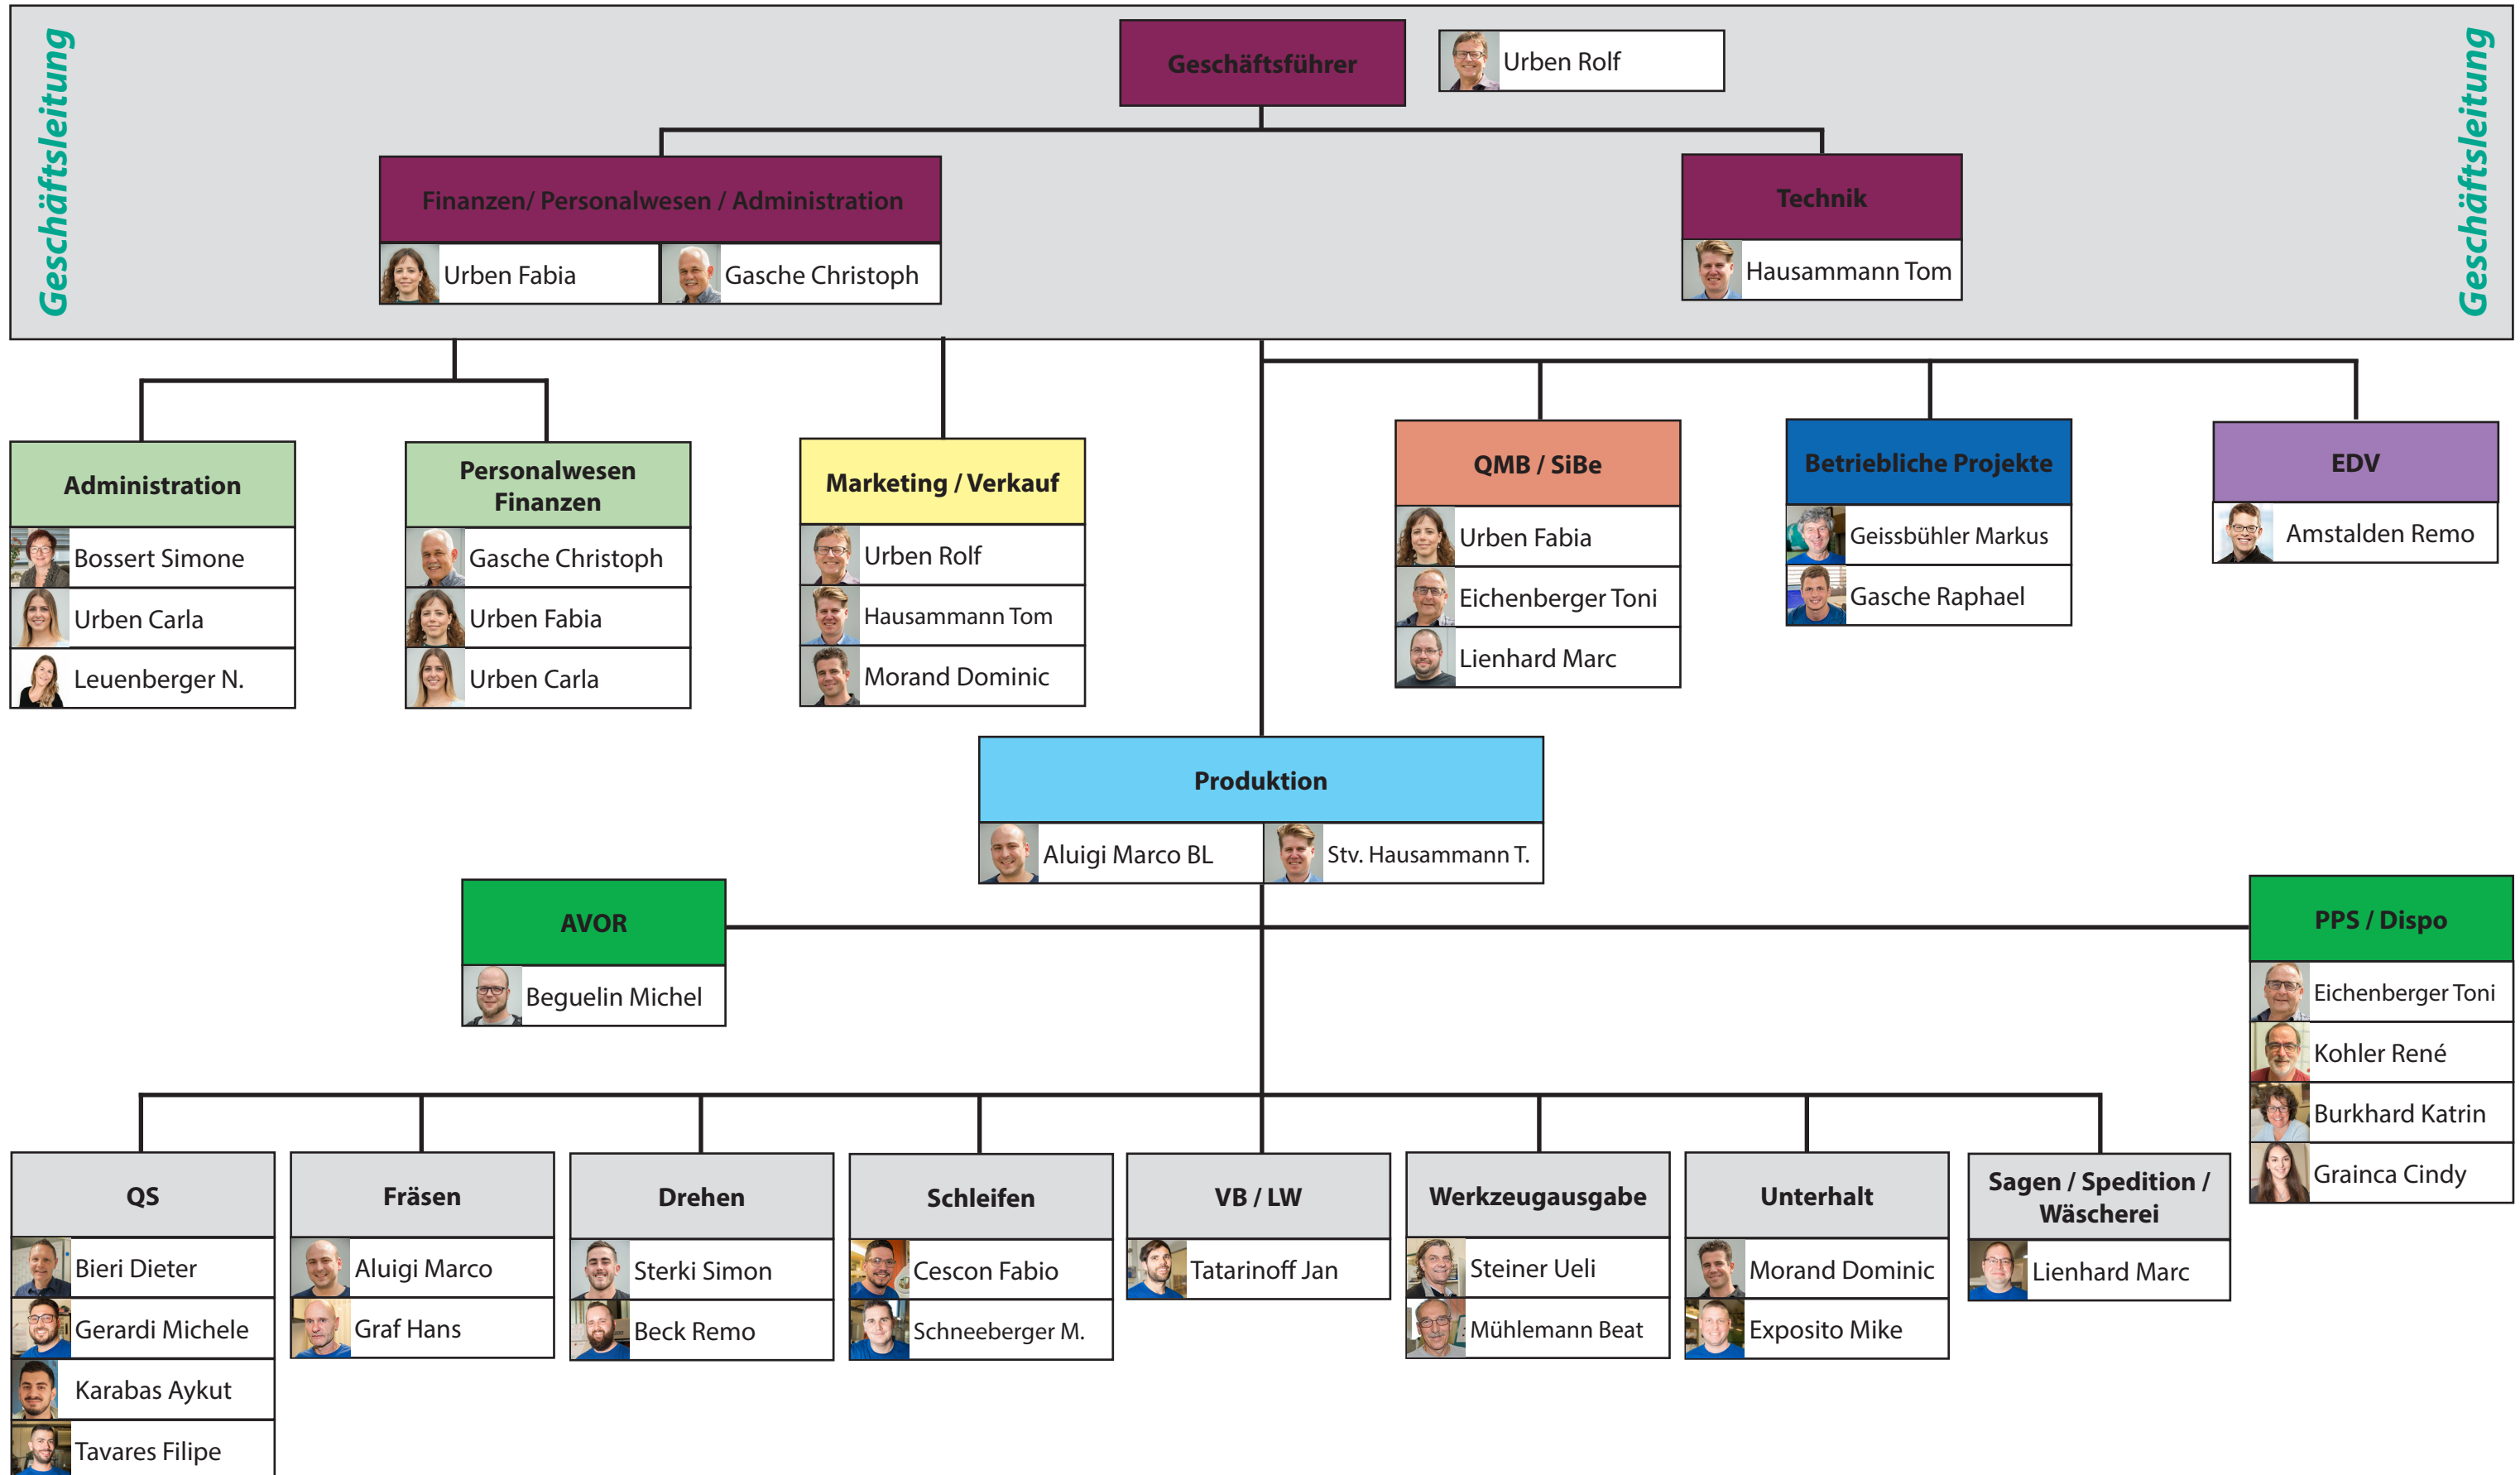 Geschäftsleitung
Geschäftsführer
Urben Rolf
Geschäftsleitung
Finanzen/ Personalwesen / Administration
Urben Fabia
Gasche Christoph
Technik
Hausammann Tom
Administration
Bossert Simone
Urben Carla
Leuenberger N.
Personalwesen
Finanzen
Gasche Christoph
Urben Fabia
Urben Carla
Marketing / Verkauf
Urben Rolf
Hausammann Tom
Morand Dominic
QMB / SiBe
Urben Fabia
Eichenberger Toni
Lienhard Marc
Betriebliche Projekte
Geissbühler Markus
Gasche Raphael
EDV
Amstalden Remo
Produktion
Aluigi Marco BL
Stv. Hausammann T.
AVOR
Beguelin Michel
PPS / Dispo
Eichenberger Toni
Kohler René
Burkhard Katrin
Grainca Cindy
QS
Bieri Dieter
Gerardi Michele
Karabas Aykut
Tavares Filipe
Fräsen
Aluigi Marco
Graf Hans
Drehen
Sterki Simon
Beck Remo
Schleifen
Cescon Fabio
Schneeberger M.
VB / LW
Tatarinoff Jan
Werkzeugausgabe
Steiner Ueli
Mühlemann Beat
Unterhalt
Morand Dominic
Exposito Mike
Sagen / Spedition /
Wäscherei
Lienhard Marc